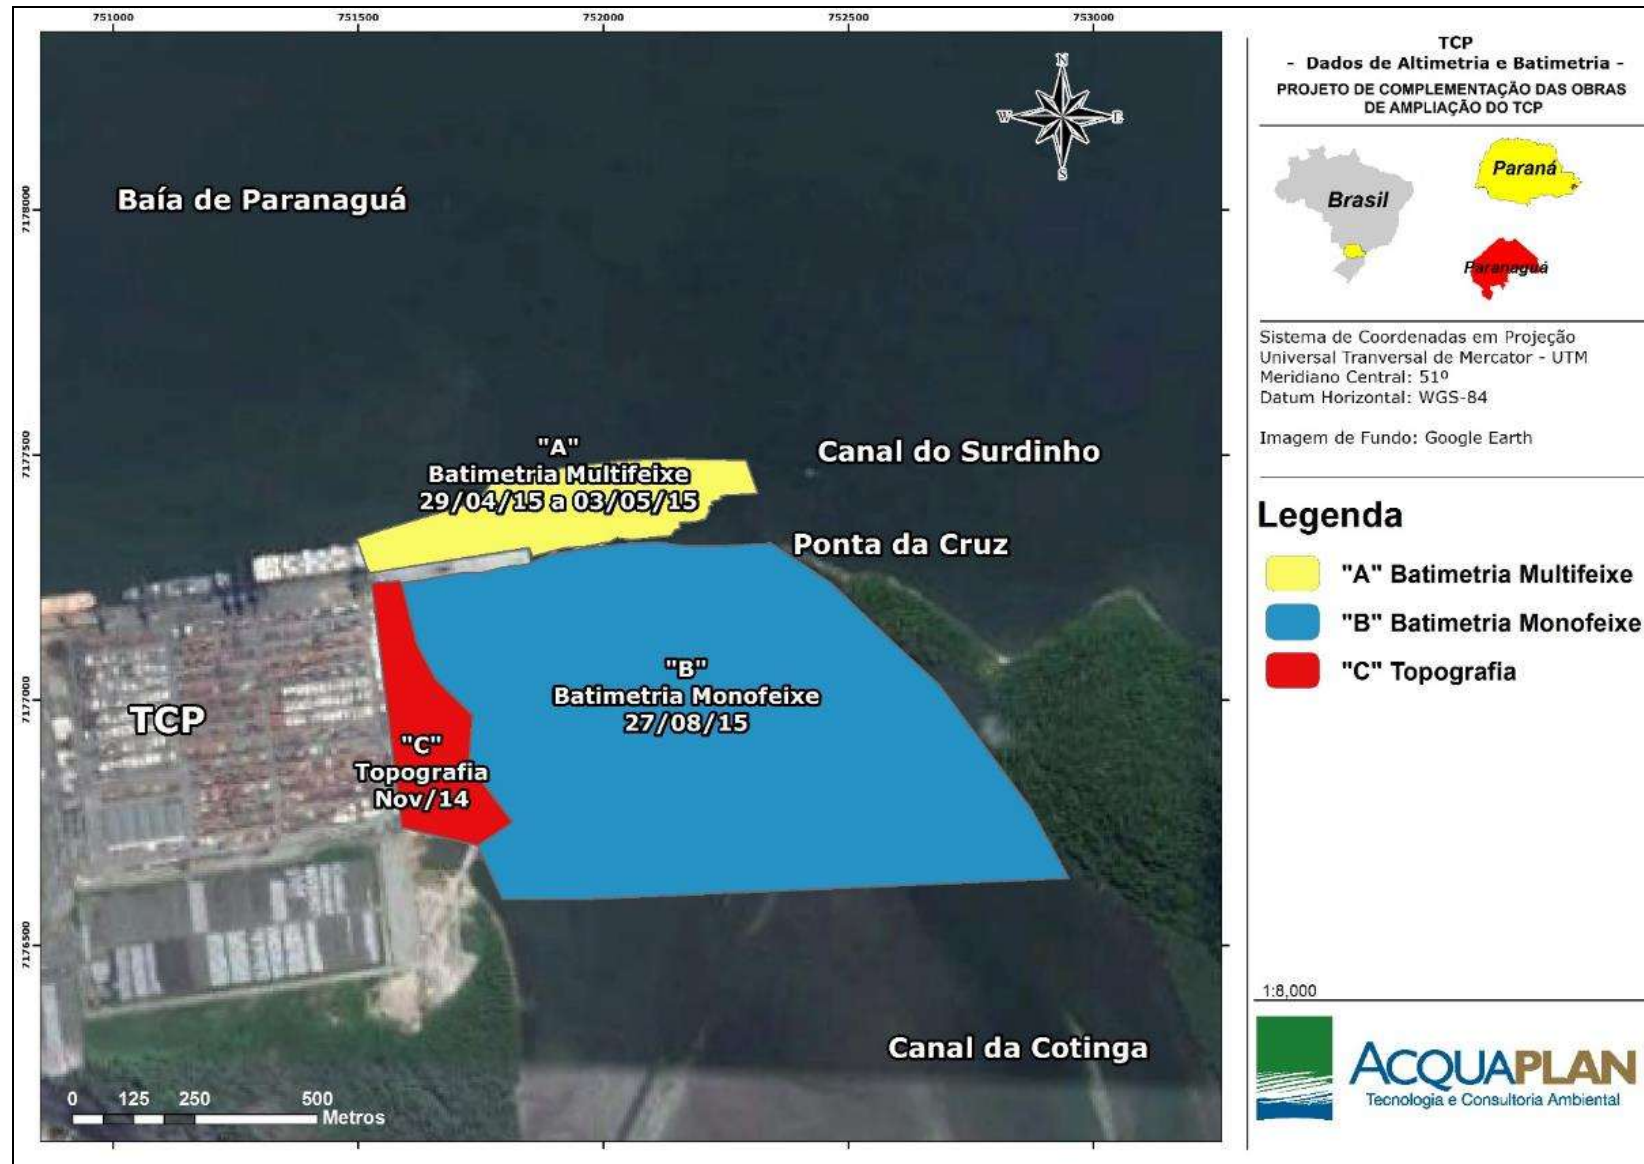 751000
751500
752000
752500
753000
7178000
7177500
7177000
7176500
N
W
E
S
Baía de Paranaguá
"A"
Batimetria Multifeixe
29/04/15 a 03/05/15
Canal do Surdinho
Ponta da Cruz
"B"
Batimetria Monofeixe
27/08/15
TCP
"C"
Topografia
Nov/14
Canal da Cotinga
0 125 250 500
Metros
TCP
- Dados de Altimetria e Batimetria -
PROJETO DE COMPLEMENTAÇÃO DAS OBRAS
DE AMPLIAÇÃO DO TCP
Brasil
Paraná
Paranaguá
Sistema de Coordenadas em Projeção
Universal Tranversal de Mercator - UTM
Meridiano Central: 51º
Datum Horizontal: WGS-84
Imagem de Fundo: Google Earth
Legenda
"A" Batimetria Multifeixe
"B" Batimetria Monofeixe
"C" Topografia
1:8,000
ACQUAPLAN
Tecnologia e Consultoria Ambiental